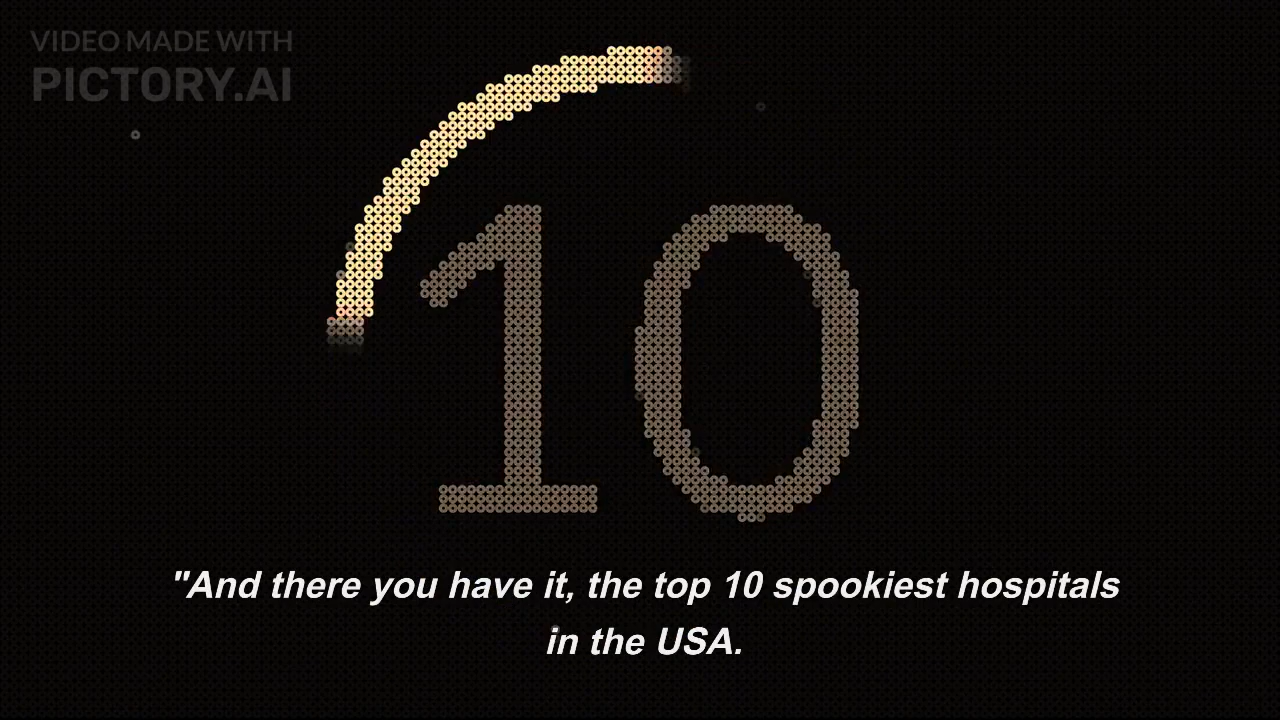 VIDEO MADE WITH
PICTORY.AI
10
"And there you have it, the top 10 spookiest hospitals
in the USA.